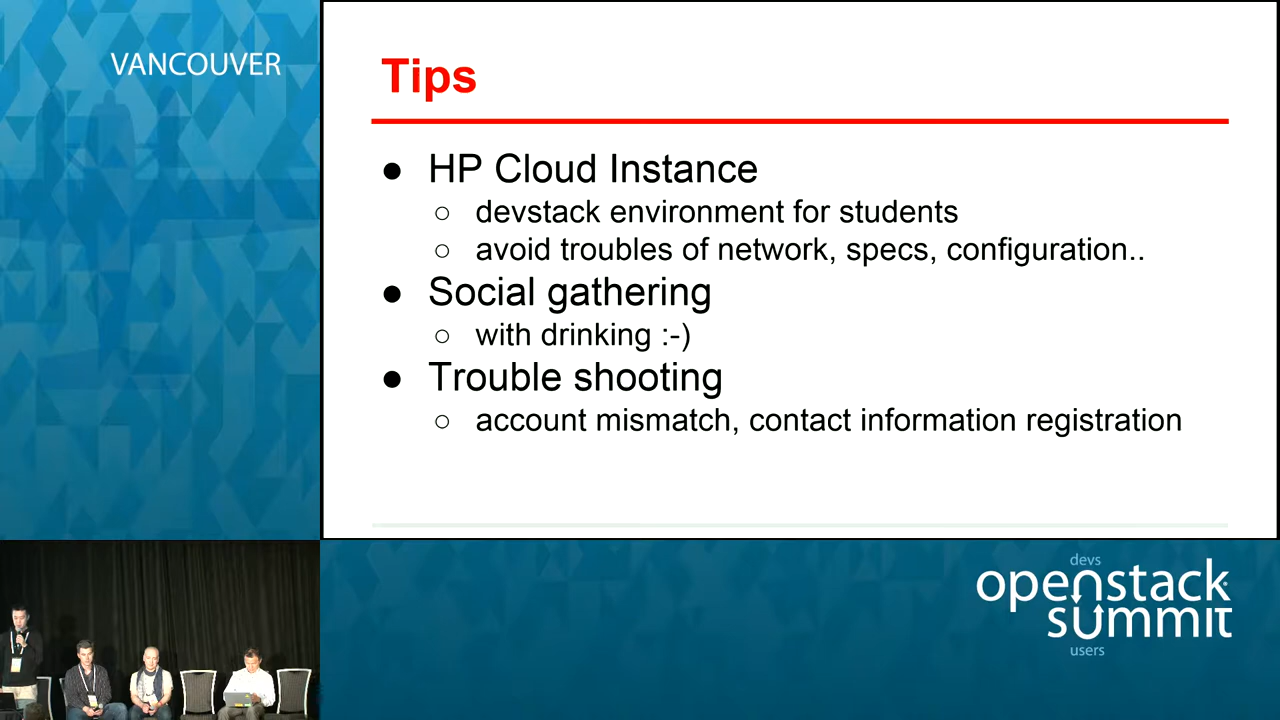 VANCOUVER
Tips
● HP Cloud Instance
○ devstack environment for students
○ avoid troubles of network, specs, configuration..
● Social gathering
○ with drinking :-)
● Trouble shooting
○ account mismatch, contact information registration
devs
openstack
summit
users